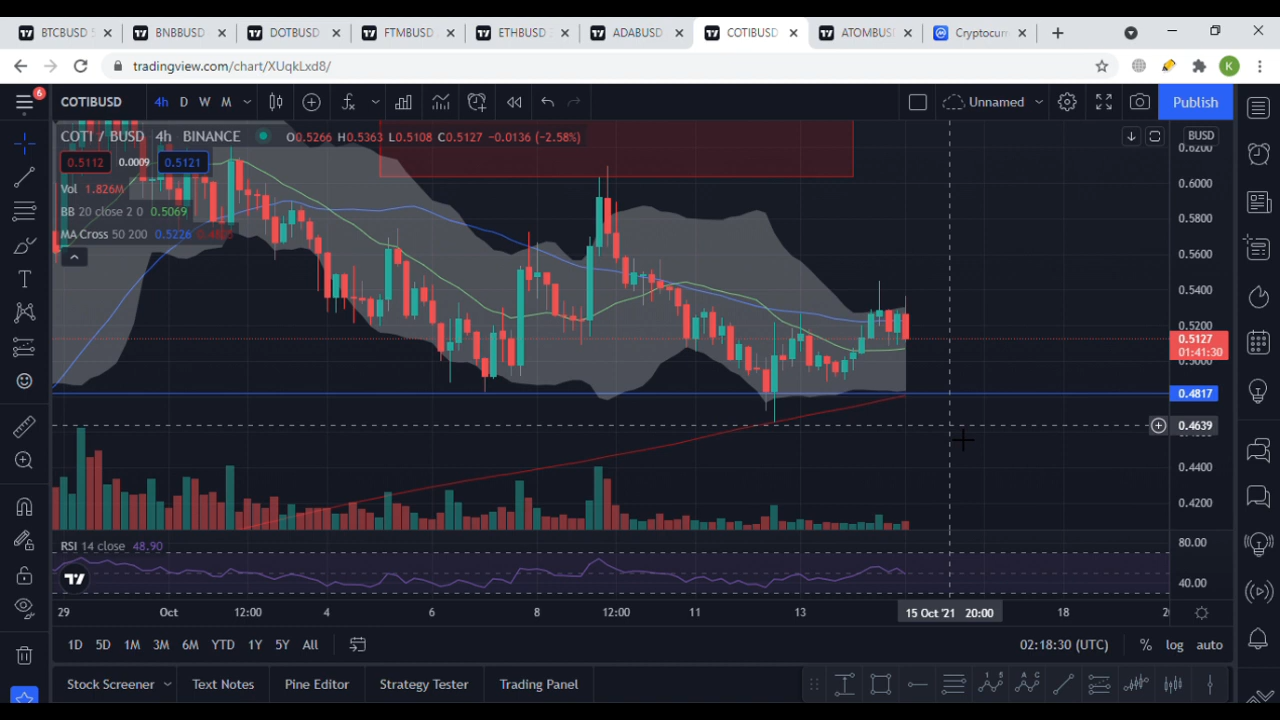 BTCBUSD 5
BNBBUSD
DOTBUSD
FTMBUSD
ETHBUSD
ADABUSD
COTIBUSD
ATOMBUS
Cryptocur
tradingview.com/chart/XUqkLxd8/
K
6
COTIBUSD
4h D W M
Unnamed
Publish
COTI / BUSD 4h BINANCE O0.5266 H0.5363 L0.5108 C0.5127 −0.0136 (−2.58%)
BUSD
0.5112 0.0009 0.5121
Vol 1.826M
BB 20 close 2 0 0.5069
MA Cross 50 200 0.5226
0.6200
0.6000
0.5800
0.5600
0.5400
0.5200
0.5127
01:41:30
0.5000
0.4817
0.4639
0.4400
0.4200
RSI 14 close 48.90
80.00
40.00
29 Oct 12:00 4 6 8 12:00 11 13 15 Oct '21 20:00 18
1D 5D 1M 3M 6M YTD 1Y 5Y All
02:18:30 (UTC) % log auto
Stock Screener Text Notes Pine Editor Strategy Tester Trading Panel